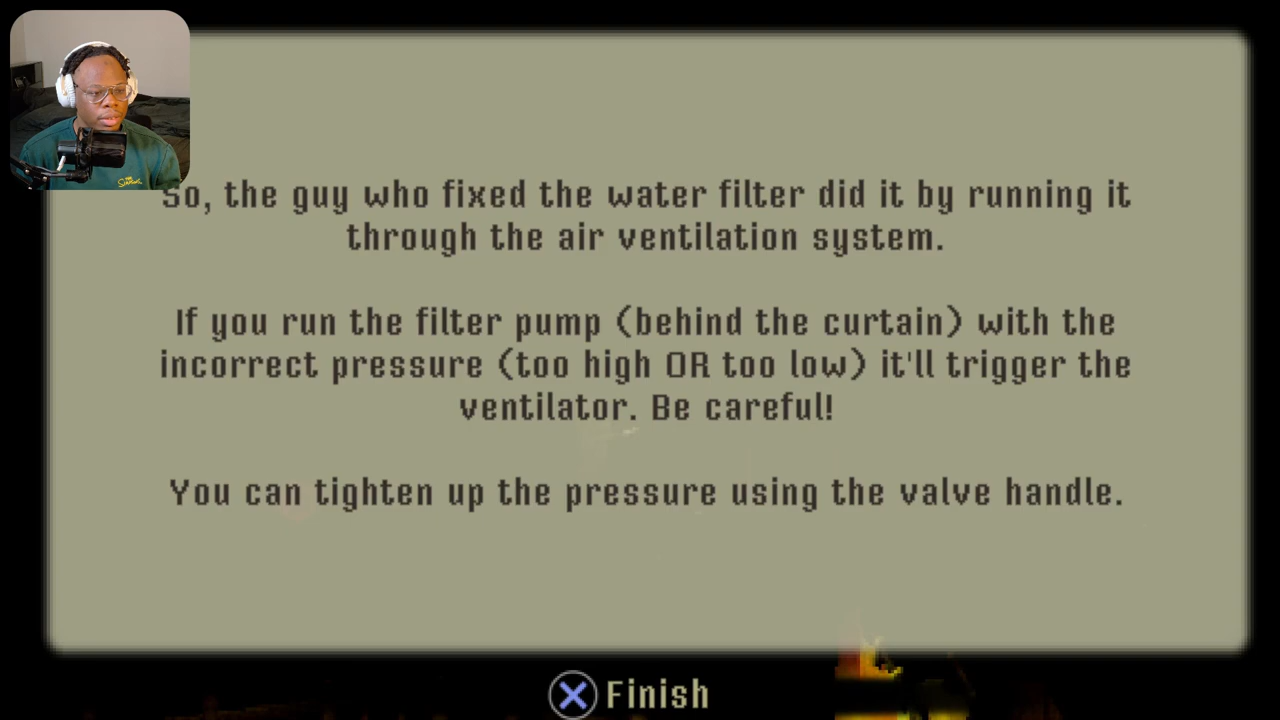 So, the guy who fixed the water filter did it by running it
through the air ventilation system.
If you run the filter pump (behind the curtain) with the
incorrect pressure (too high OR too low) it'll trigger the
ventilator. Be careful!
You can tighten up the pressure using the valve handle.
Finish